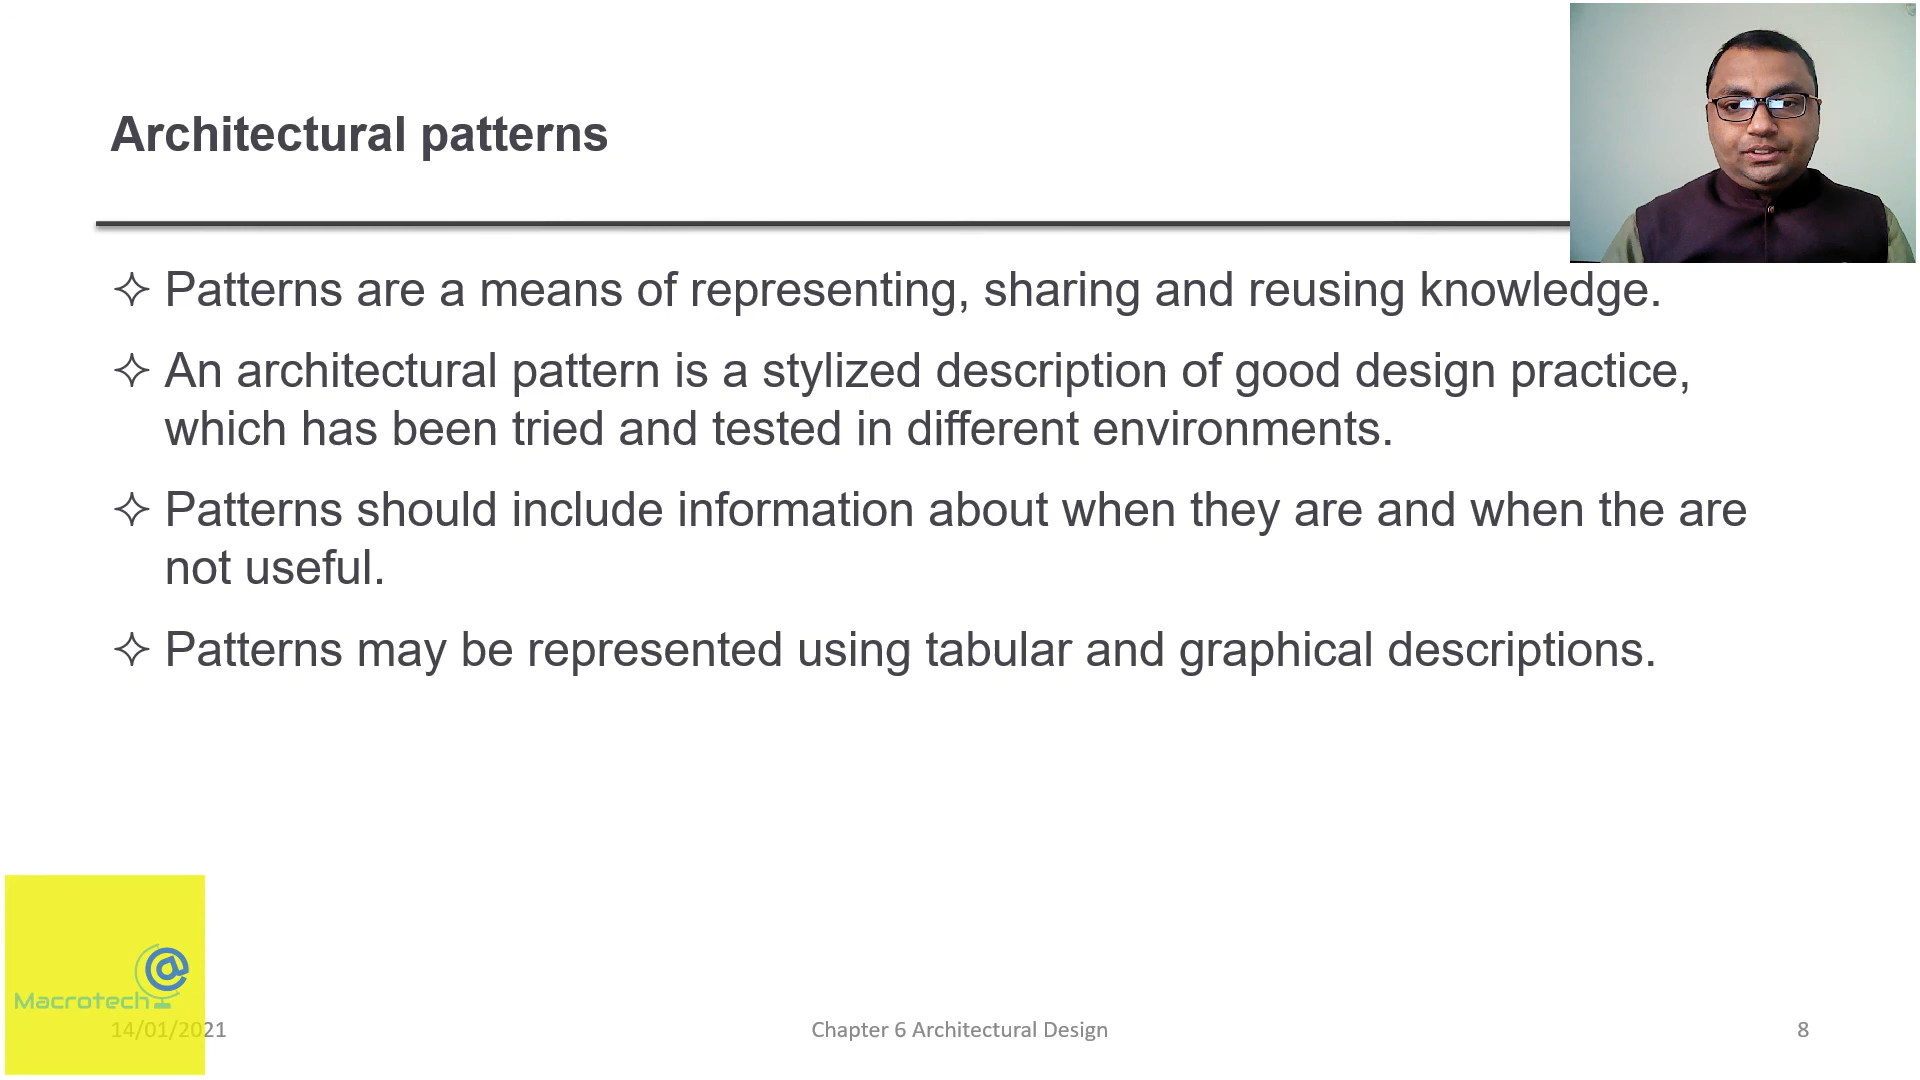 Architectural patterns
✧ Patterns are a means of representing, sharing and reusing knowledge.
✧ An architectural pattern is a stylized description of good design practice,
which has been tried and tested in different environments.
✧ Patterns should include information about when they are and when the are
not useful.
✧ Patterns may be represented using tabular and graphical descriptions.
@
Macrotech
14/01/2021
Chapter 6 Architectural Design
8